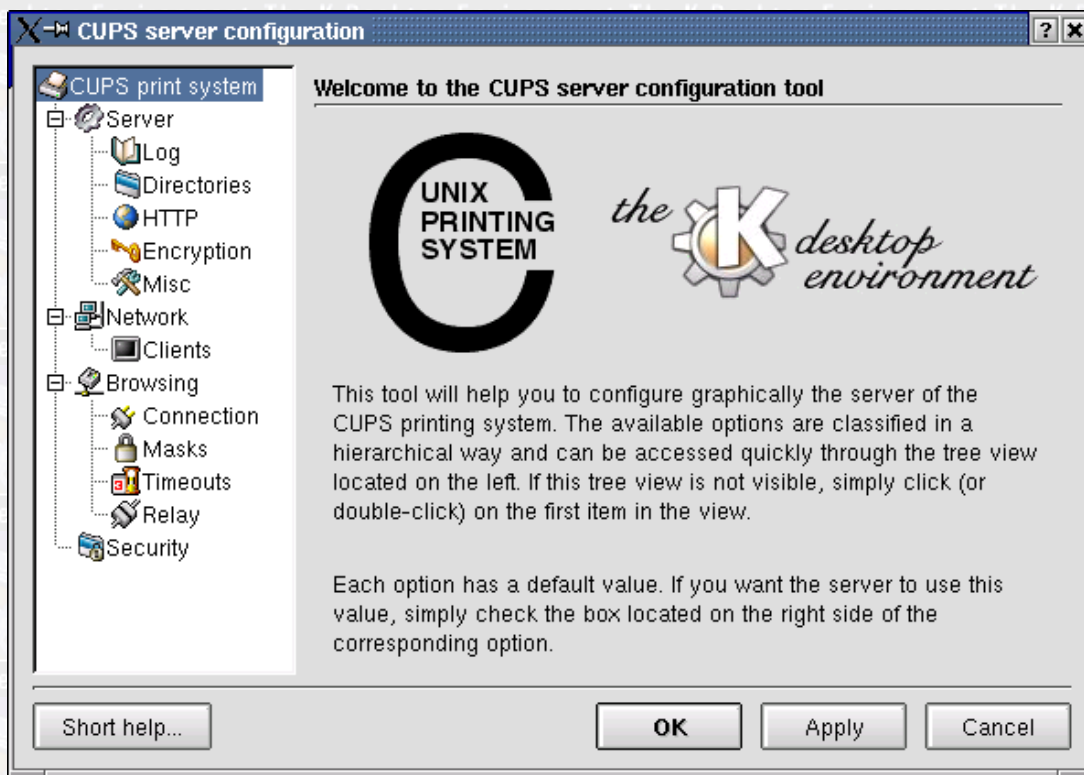 CUPS server configuration
CUPS print system
Server
Log
Directories
HTTP
Encryption
Misc
Network
Clients
Browsing
Connection
Masks
Timeouts
Relay
Security
Welcome to the CUPS server configuration tool
C
UNIX
PRINTING
SYSTEM
the K desktop
environment
This tool will help you to configure graphically the server of the
CUPS printing system. The available options are classified in a
hierarchical way and can be accessed quickly through the tree view
located on the left. If this tree view is not visible, simply click (or
double-click) on the first item in the view.
Each option has a default value. If you want the server to use this
value, simply check the box located on the right side of the
corresponding option.
Short help...
OK
Apply
Cancel